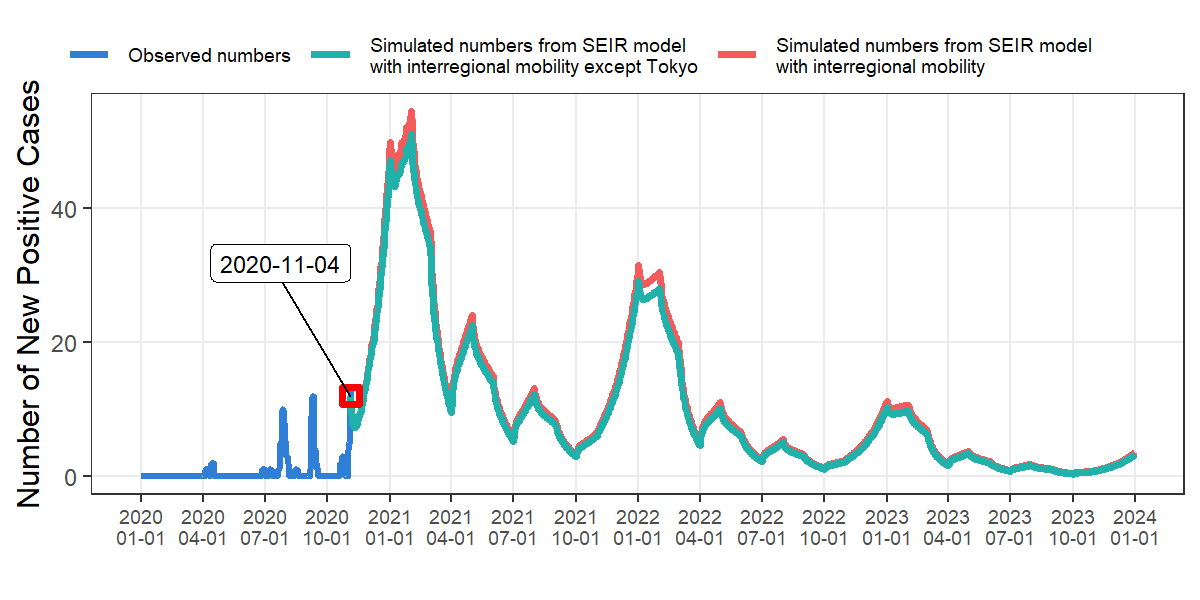 Observed numbers
Simulated numbers from SEIR model
with interregional mobility except Tokyo
Simulated numbers from SEIR model
with interregional mobility
Number of New Positive Cases
40
20
0
2020-11-04
2020 2020 2020 2020 2021 2021 2021 2021 2022 2022 2022 2022 2023 2023 2023 2023 2024
01-01 04-01 07-01 10-01 01-01 04-01 07-01 10-01 01-01 04-01 07-01 10-01 01-01 04-01 07-01 10-01 01-01